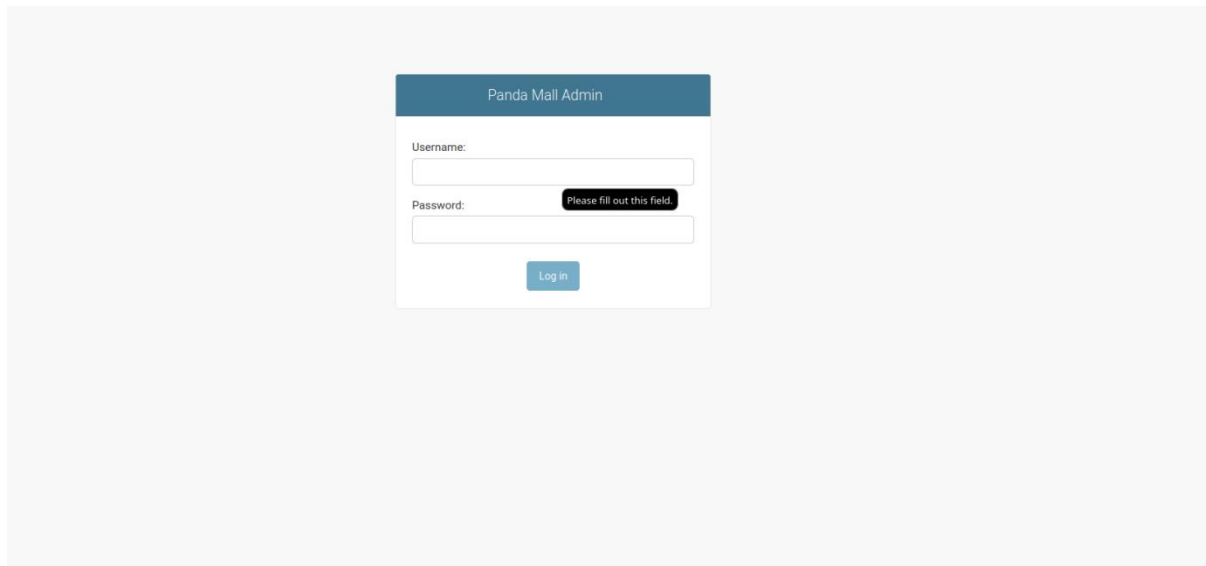 Panda Mall Admin
Username:
Please fill out this field.
Password:
Log in